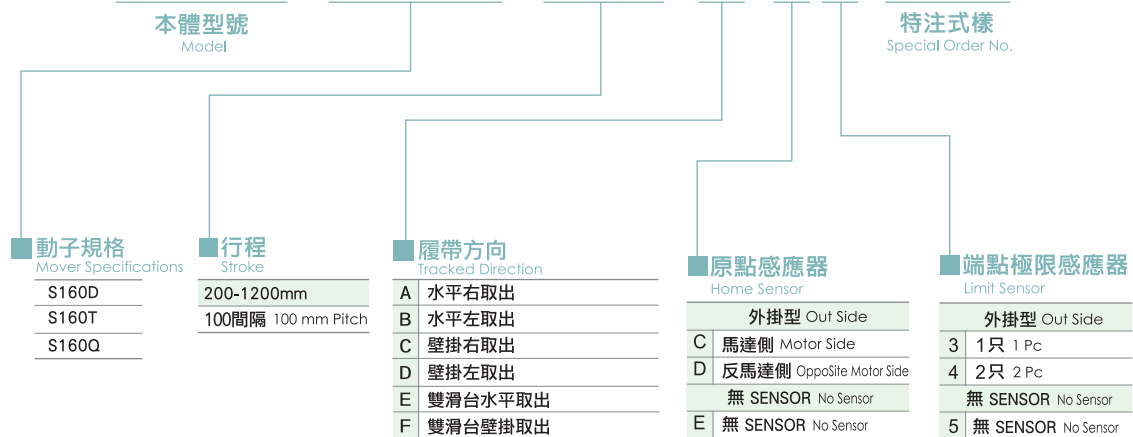 本體型號
Model
特注式樣
Special Order No.
動子規格
Mover Specifications
S160D
S160T
S160Q
行程
Stroke
200-1200mm
100間隔 100 mm Pitch
履帶方向
Tracked Direction
A 水平右取出
B 水平左取出
C 壁掛右取出
D 壁掛左取出
E 雙滑台水平取出
F 雙滑台壁掛取出
原點感應器
Home Sensor
外掛型 Out Side
C 馬達側 Motor Side
D 反馬達側 OppoSite Motor Side
無 SENSOR No Sensor
E 無 SENSOR No Sensor
端點極限感應器
Limit Sensor
外掛型 Out Side
3 1只 1 Pc
4 2只 2 Pc
無 SENSOR No Sensor
5 無 SENSOR No Sensor